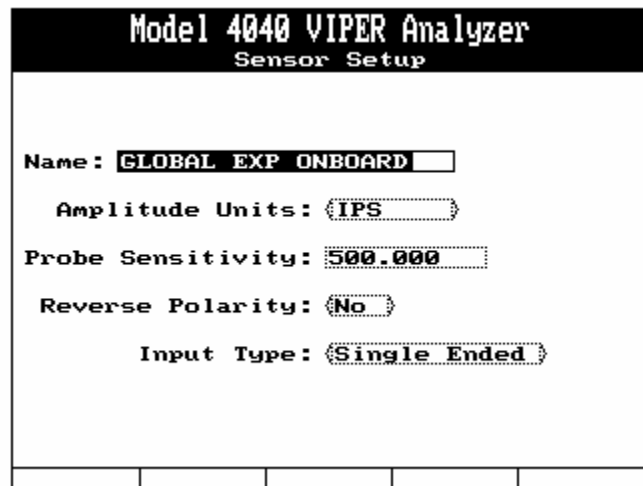 Model 4040 VIPER Analyzer
Sensor Setup
Name: GLOBAL EXP ONBOARD
Amplitude Units: IPS
Probe Sensitivity: 500.000
Reverse Polarity: No
Input Type: Single Ended